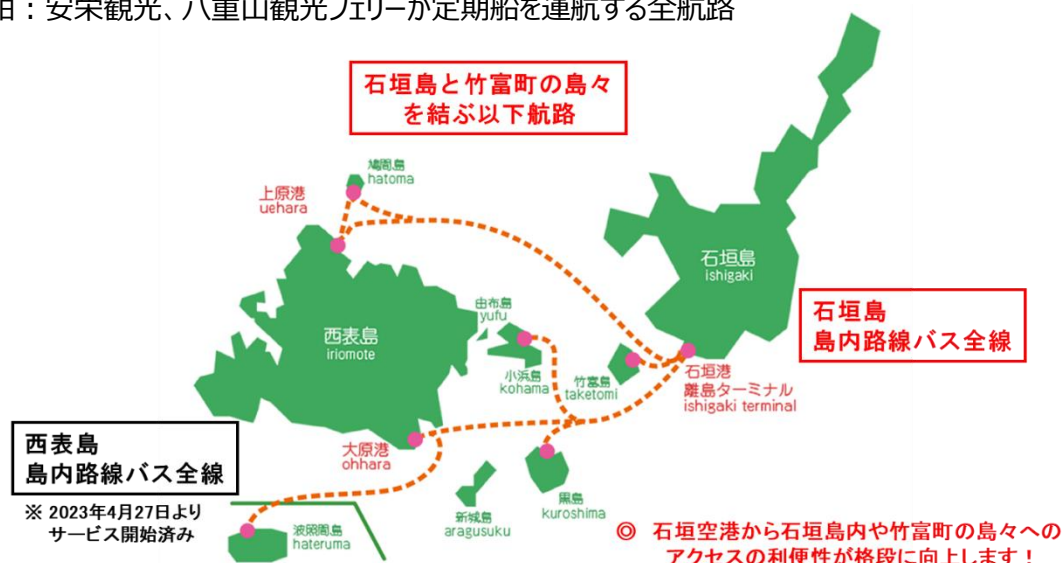 ：安栄観光、八重山観光フェリーが定期船を運航する全航路
石垣島と竹富町の島々
を結ぶ以下航路
鳩間島
hatoma
上原港
uehara
石垣島
ishigaki
由布島
yufu
西表島
iriomote
小浜島
kohama
竹富島
taketomi
石垣島
島内路線バス全線
石垣港
離島ターミナル
ishigaki terminal
西表島
島内路線バス全線
※ 2023年4月27日より
サービス開始済み
大原港
ohhara
波照間島
hateruma
新城島
aragusuku
黒島
kuroshima
◎ 石垣空港から石垣島内や竹富町の島々への
アクセスの利便性が格段に向上します！